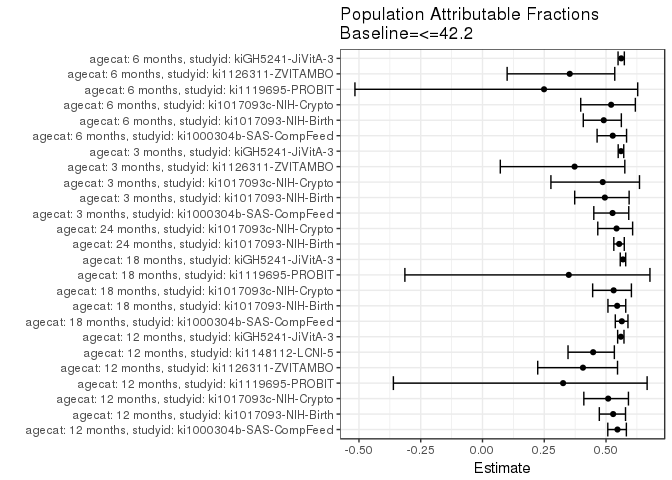 Population Attributable Fractions
Baseline=<=42.2
agecat: 6 months, studyid: kiGH5241-JiVitA-3
agecat: 6 months, studyid: ki1126311-ZVITAMBO
agecat: 6 months, studyid: ki1119695-PROBIT
agecat: 6 months, studyid: ki1017093c-NIH-Crypto
agecat: 6 months, studyid: ki1017093-NIH-Birth
agecat: 6 months, studyid: ki1000304b-SAS-CompFeed
agecat: 3 months, studyid: kiGH5241-JiVitA-3
agecat: 3 months, studyid: ki1126311-ZVITAMBO
agecat: 3 months, studyid: ki1017093c-NIH-Crypto
agecat: 3 months, studyid: ki1017093-NIH-Birth
agecat: 3 months, studyid: ki1000304b-SAS-CompFeed
agecat: 24 months, studyid: ki1017093c-NIH-Crypto
agecat: 24 months, studyid: ki1017093-NIH-Birth
agecat: 18 months, studyid: kiGH5241-JiVitA-3
agecat: 18 months, studyid: ki1119695-PROBIT
agecat: 18 months, studyid: ki1017093c-NIH-Crypto
agecat: 18 months, studyid: ki1017093-NIH-Birth
agecat: 18 months, studyid: ki1000304b-SAS-CompFeed
agecat: 12 months, studyid: kiGH5241-JiVitA-3
agecat: 12 months, studyid: ki1148112-LCNI-5
agecat: 12 months, studyid: ki1126311-ZVITAMBO
agecat: 12 months, studyid: ki1119695-PROBIT
agecat: 12 months, studyid: ki1017093c-NIH-Crypto
agecat: 12 months, studyid: ki1017093-NIH-Birth
agecat: 12 months, studyid: ki1000304b-SAS-CompFeed
-0.50 -0.25 0.00 0.25 0.50
Estimate